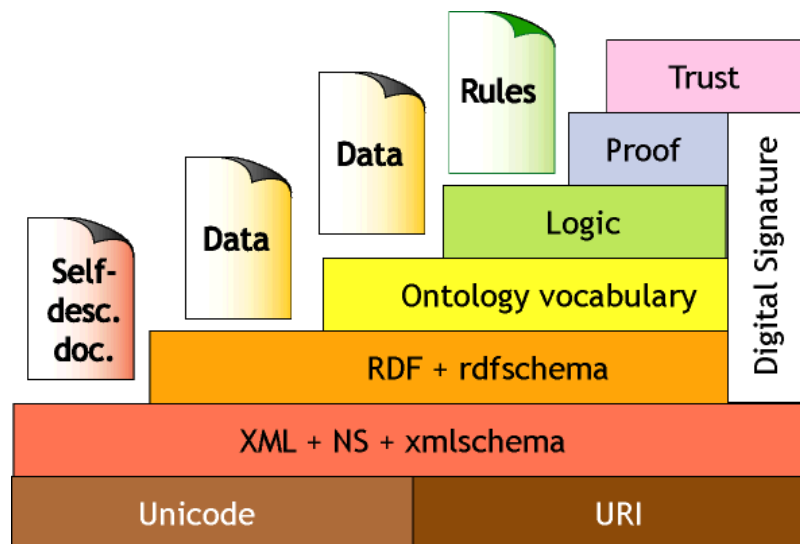 Rules
Trust
Data
Proof
Data
Logic
Self-
desc.
doc.
Ontology vocabulary
Digital Signature
RDF + rdfschema
XML + NS + xmlschema
Unicode
URI